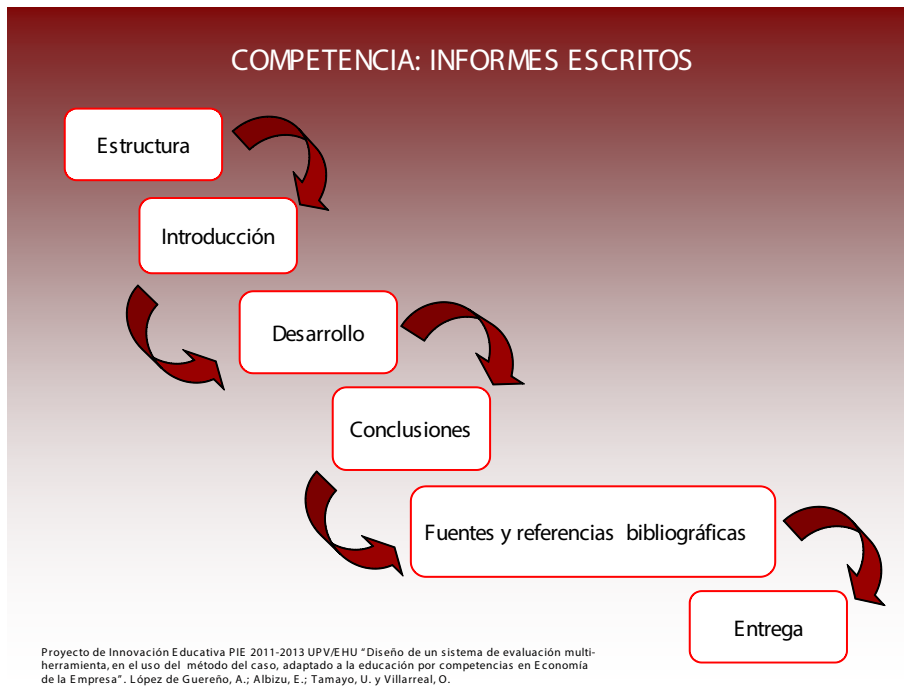 COMPETENCIA: INFORMES ESCRITOS
Estructura
Introducción
Desarrollo
Conclusiones
Fuentes y referencias bibliográficas
Entrega
Proyecto de Innovación Educativa PIE 2011-2013 UPV/EHU "Diseño de un sistema de evaluación multi-
herramienta, en el uso del método del caso, adaptado a la educación por competencias en Economía
de la Empresa". López de Guereño, A.; Albizu, E.; Tamayo, U. y Villarreal, O.